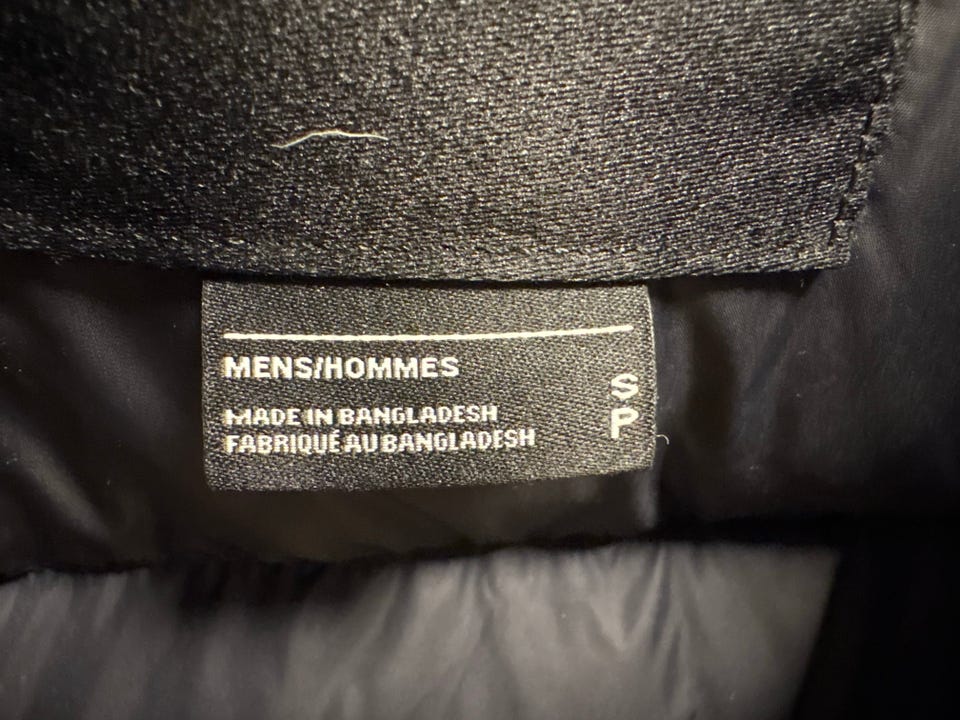 MENS/HOMMES
S
P
MADE IN BANGLADESH
FABRIQUÉ AU BANGLADESH